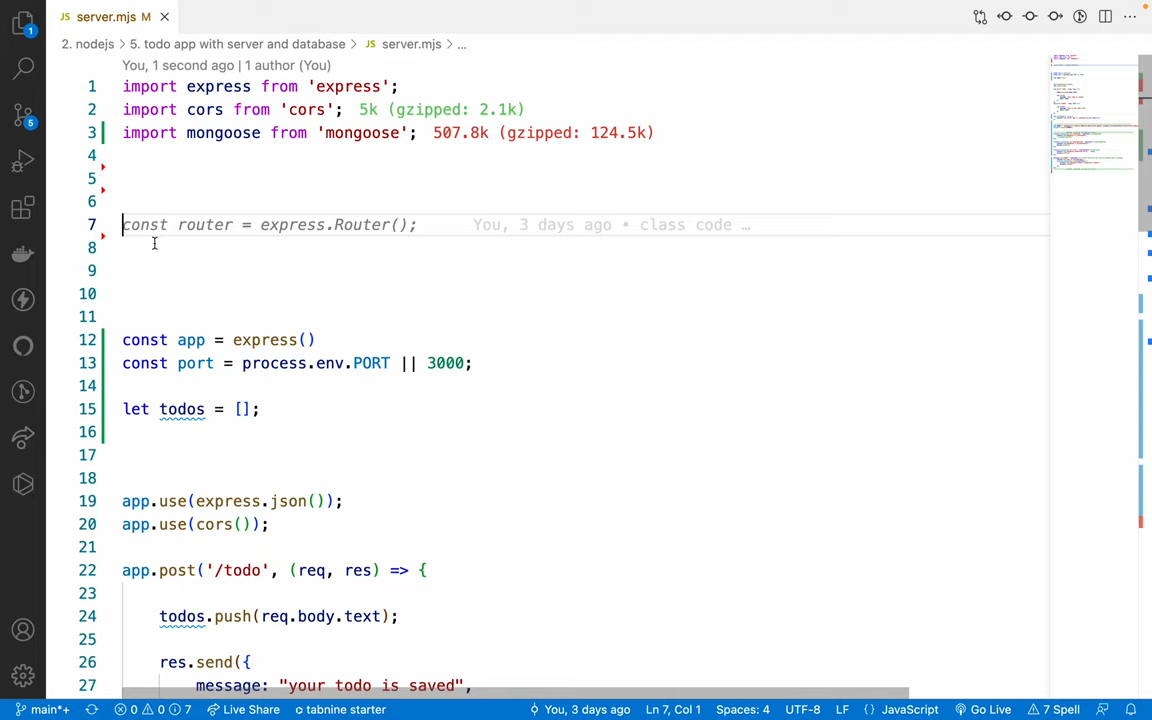 server.mjs M
2. nodejs > 5. todo app with server and database > JS server.mjs > ...
You, 1 second ago | 1 author (You)
1 import express from 'express';
2 import cors from 'cors'; 5k (gzipped: 2.1k)
3 import mongoose from 'mongoose'; 507.8k (gzipped: 124.5k)
4
5
6
7 const router = express.Router(); You, 3 days ago • class code …
8
9
10
11
12 const app = express()
13 const port = process.env.PORT || 3000;
14
15 let todos = [];
16
17
18
19 app.use(express.json());
20 app.use(cors());
21
22 app.post('/todo', (req, res) => {
23
24 todos.push(req.body.text);
25
26 res.send({
27 message: "your todo is saved",
main*+ 0 0 7 Live Share tabnine starter You, 3 days ago Ln 7, Col 1 Spaces: 4 UTF-8 LF {} JavaScript Go Live 7 Spell